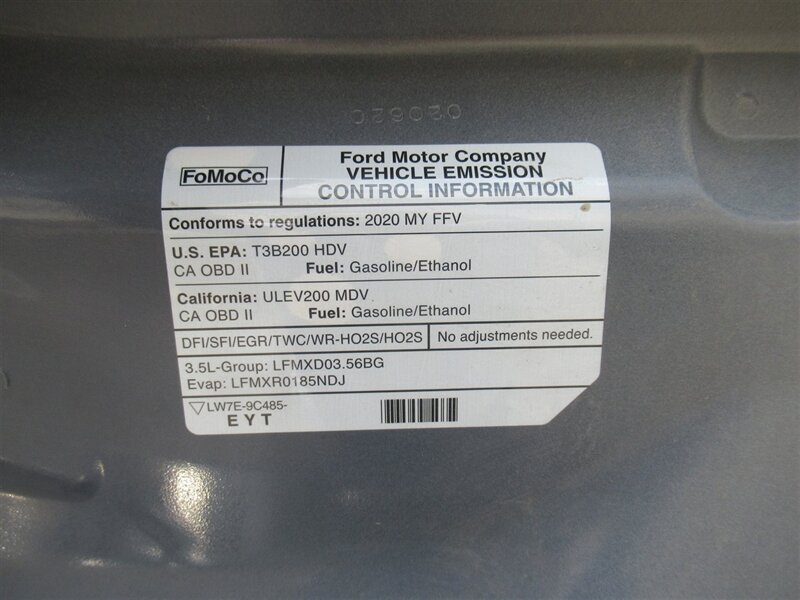 020620
FoMoCo
Ford Motor Company
VEHICLE EMISSION
CONTROL INFORMATION
Conforms to regulations: 2020 MY FFV
U.S. EPA: T3B200 HDV
CA OBD II Fuel: Gasoline/Ethanol
California: ULEV200 MDV
CA OBD II Fuel: Gasoline/Ethanol
DFI/SFI/EGR/TWC/WR-HO2S/HO2S No adjustments needed.
3.5L-Group: LFMXD03.56BG
Evap: LFMXR0185NDJ
LW7E-9C485-
E Y T